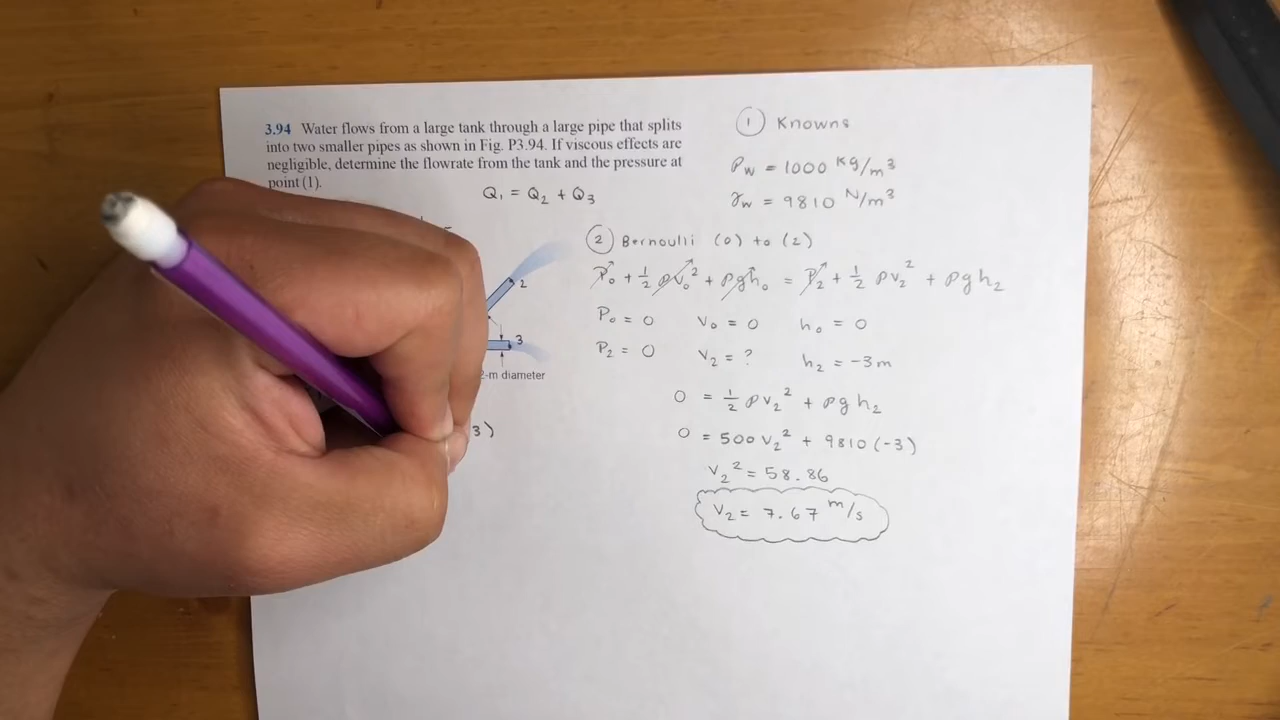 3.94 Water flows from a large tank through a large pipe that splits
into two smaller pipes as shown in Fig. P3.94. If viscous effects are
negligible, determine the flowrate from the tank and the pressure at
point (1).
Q₁ = Q₂ + Q₃
2
3
2-m diameter
3)
① Knowns
ρw = 1000 kg/m³
γw = 9810 N/m³
② Bernoulli (0) to (2)
P₀ + ½ ρv₀² + ρgh₀ = P₂ + ½ ρv₂² + ρgh₂
P₀ = 0 V₀ = 0 h₀ = 0
P₂ = 0 V₂ = ? h₂ = -3m
0 = ½ ρv₂² + ρgh₂
0 = 500 V₂² + 9810 (-3)
V₂² = 58.86
V₂ = 7.67 m/s